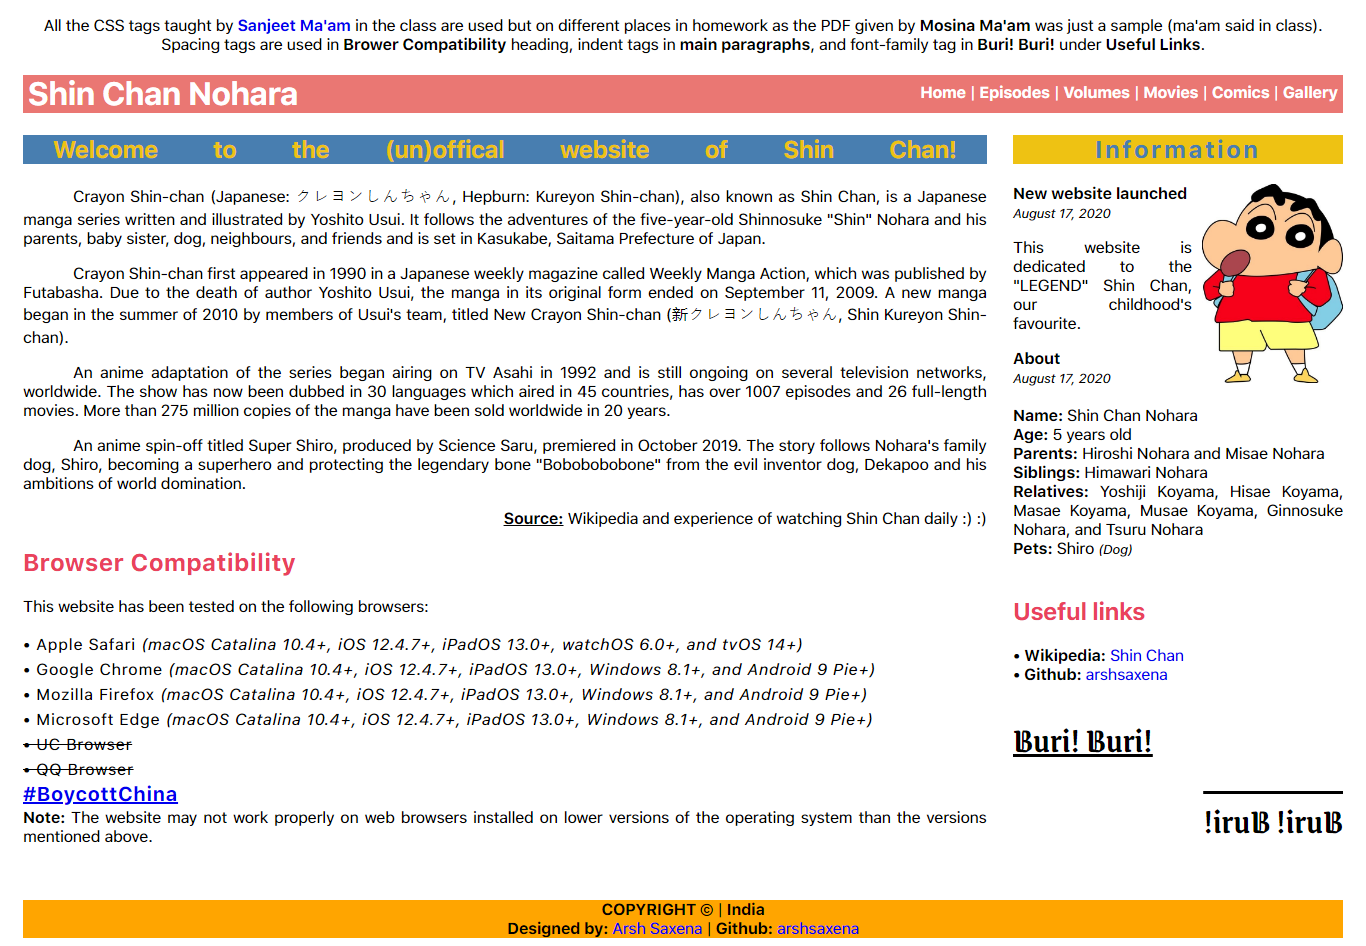 All the CSS tags taught by Sanjeet Ma'am in the class are used but on different places in homework as the PDF given by Mosina Ma'am was just a sample (ma'am said in class).
Spacing tags are used in Brower Compatibility heading, indent tags in main paragraphs, and font-family tag in Buri! Buri! under Useful Links.
Shin Chan Nohara
Home | Episodes | Volumes | Movies | Comics | Gallery
Welcome to the (un)offical website of Shin Chan!
Crayon Shin-chan (Japanese: クレヨンしんちゃん, Hepburn: Kureyon Shin-chan), also known as Shin Chan, is a Japanese
manga series written and illustrated by Yoshito Usui. It follows the adventures of the five-year-old Shinnosuke "Shin" Nohara and his
parents, baby sister, dog, neighbours, and friends and is set in Kasukabe, Saitama Prefecture of Japan.
Crayon Shin-chan first appeared in 1990 in a Japanese weekly magazine called Weekly Manga Action, which was published by
Futabasha. Due to the death of author Yoshito Usui, the manga in its original form ended on September 11, 2009. A new manga
began in the summer of 2010 by members of Usui's team, titled New Crayon Shin-chan (新クレヨンしんちゃん, Shin Kureyon Shin-
chan).
An anime adaptation of the series began airing on TV Asahi in 1992 and is still ongoing on several television networks,
worldwide. The show has now been dubbed in 30 languages which aired in 45 countries, has over 1007 episodes and 26 full-length
movies. More than 275 million copies of the manga have been sold worldwide in 20 years.
An anime spin-off titled Super Shiro, produced by Science Saru, premiered in October 2019. The story follows Nohara's family
dog, Shiro, becoming a superhero and protecting the legendary bone "Bobobobobone" from the evil inventor dog, Dekapoo and his
ambitions of world domination.
Source: Wikipedia and experience of watching Shin Chan daily :) :)
Browser Compatibility
This website has been tested on the following browsers:
• Apple Safari (macOS Catalina 10.4+, iOS 12.4.7+, iPadOS 13.0+, watchOS 6.0+, and tvOS 14+)
• Google Chrome (macOS Catalina 10.4+, iOS 12.4.7+, iPadOS 13.0+, Windows 8.1+, and Android 9 Pie+)
• Mozilla Firefox (macOS Catalina 10.4+, iOS 12.4.7+, iPadOS 13.0+, Windows 8.1+, and Android 9 Pie+)
• Microsoft Edge (macOS Catalina 10.4+, iOS 12.4.7+, iPadOS 13.0+, Windows 8.1+, and Android 9 Pie+)
• UC Browser
• QQ Browser
#BoycottChina
Note: The website may not work properly on web browsers installed on lower versions of the operating system than the versions
mentioned above.
Information
New website launched
August 17, 2020
This website is
dedicated to the
"LEGEND" Shin Chan,
our childhood's
favourite.
About
August 17, 2020
Name: Shin Chan Nohara
Age: 5 years old
Parents: Hiroshi Nohara and Misae Nohara
Siblings: Himawari Nohara
Relatives: Yoshiji Koyama, Hisae Koyama,
Masae Koyama, Musae Koyama, Ginnosuke
Nohara, and Tsuru Nohara
Pets: Shiro (Dog)
Useful links
• Wikipedia: Shin Chan
• Github: arshsaxena
Buri! Buri!
!iruB !iruB
COPYRIGHT © | India
Designed by: Arsh Saxena | Github: arshsaxena